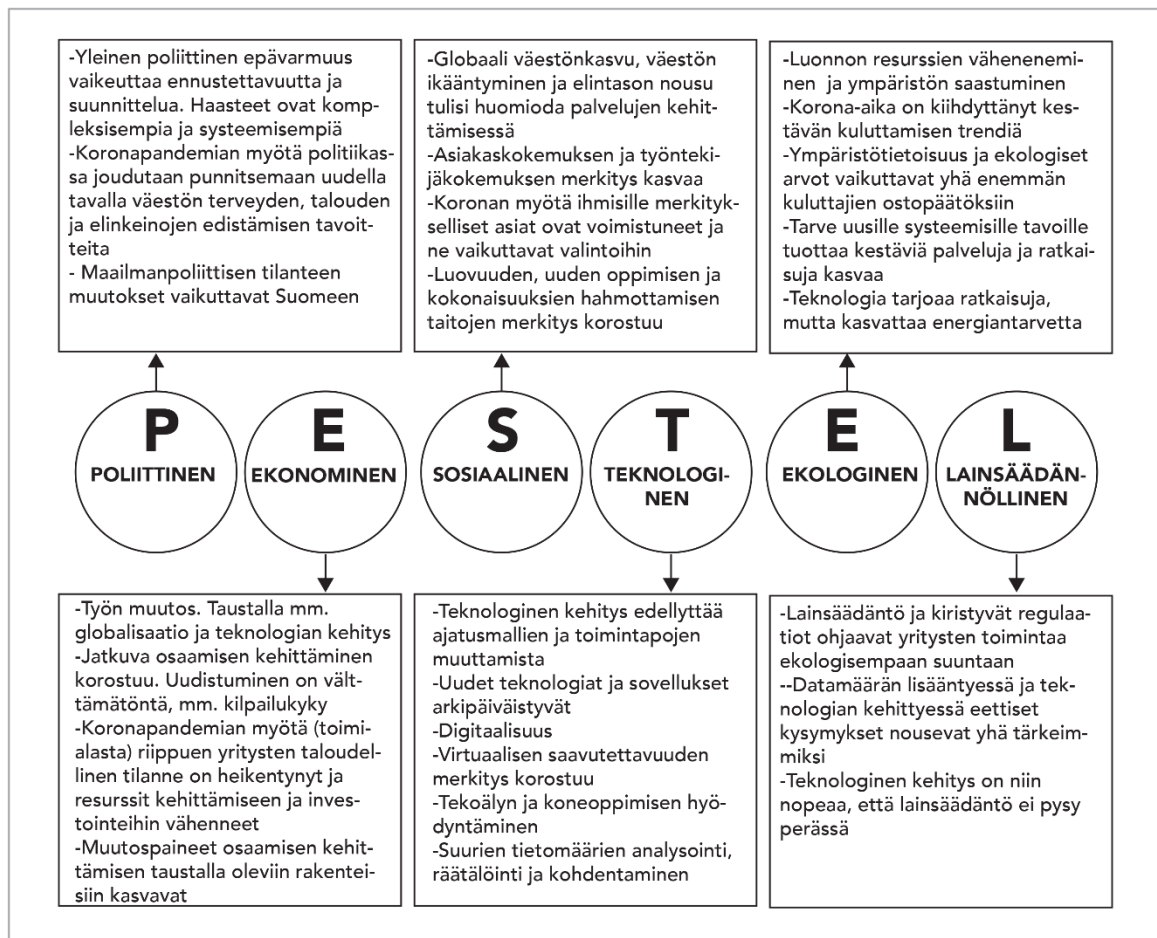 -Yleinen poliittinen epävarmuus
vaikeuttaa ennustettavuutta ja
suunnittelua. Haasteet ovat komp-
leksisempia ja systeemisempiä
-Koronapandemian myötä politiikas-
sa joudutaan punnitsemaan uudella
tavalla väestön terveyden, talouden
ja elinkeinojen edistämisen tavoit-
teita
- Maailmanpoliittisen tilanteen
muutokset vaikuttavat Suomeen
-Globaali väestönkasvu, väestön
ikääntyminen ja elintason nousu
tulisi huomioda palvelujen kehit-
tämisessä
-Asiakaskokemuksen ja työnteki-
jäkokemuksen merkitys kasvaa
-Koronan myötä ihmisille merkityk-
selliset asiat ovat voimistuneet ja
ne vaikuttavat valintoihin
-Luovuuden, uuden oppimisen ja
kokonaisuuksien hahmottamisen
taitojen merkitys korostuu
-Luonnon resurssien väheneneми
nen ja ympäristön saastuminen
-Korona-aika on kiihdyttänyt kes-
tävän kuluttamisen trendiä
-Ympäristötietoisuus ja ekologiset
arvot vaikuttavat yhä enemmän
kuluttajien ostopäätöksiin
-Tarve uusille systeemisille tavoille
tuottaa kestäviä palveluja ja ratkai-
suja kasvaa
-Teknologia tarjoaa ratkaisuja,
mutta kasvattaa energiantarvetta
P
POLIITTINEN
E
EKONOMINEN
S
SOSIAALINEN
T
TEKNOLOGI-
NEN
E
EKOLOGINEN
L
LAINSÄÄDÄN-
NÖLLINEN
-Työn muutos. Taustalla mm.
globalisaatio ja teknologian kehitys
-Jatkuva osaamisen kehittäminen
korostuu. Uudistuminen on vält-
tämätöntä, mm. kilpailukyky
-Koronapandemian myötä (toimi-
alasta) riippuen yritysten taloudel-
linen tilanne on heikentynyt ja
resurssit kehittämiseen ja inves-
tointeihin vähenneet
-Muutospaineet osaamisen kehit-
tämisen taustalla oleviin rakentei-
siin kasvavat
-Teknologinen kehitys edellyttää
ajatusmallien ja toimintapojen
muuttamista
-Uudet teknologiat ja sovellukset
arkipäiväistyvät
-Digitaalisuus
-Virtuaalisen saavutettavuuden
merkitys korostuu
-Tekoälyn ja koneoppimisen hyö-
dyntäminen
-Suurien tietomäärien analysointi,
räätälöinti ja kohdentaminen
-Lainsäädäntö ja kiristyvät regulaa-
tiot ohjaavat yritysten toimintaa
ekologisempaan suuntaan
--Datamäärän lisääntyessä ja tek-
nologian kehittyessä eettiset
kysymykset nousevat yhä tärkeim-
miksi
-Teknologinen kehitys on niin
nopeaa, että lainsäädäntö ei pysy
perässä